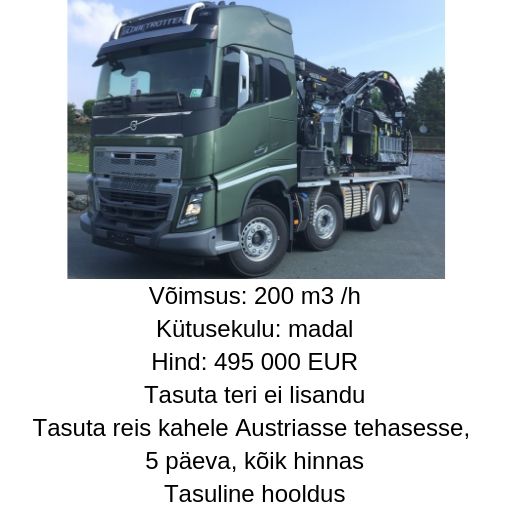 GLOBETROTTER
VOLVO
Võimsus: 200 m3 /h
Kütusekulu: madal
Hind: 495 000 EUR
Tasuta teri ei lisandu
Tasuta reis kahele Austriasse tehasesse,
5 päeva, kõik hinnas
Tasuline hooldus